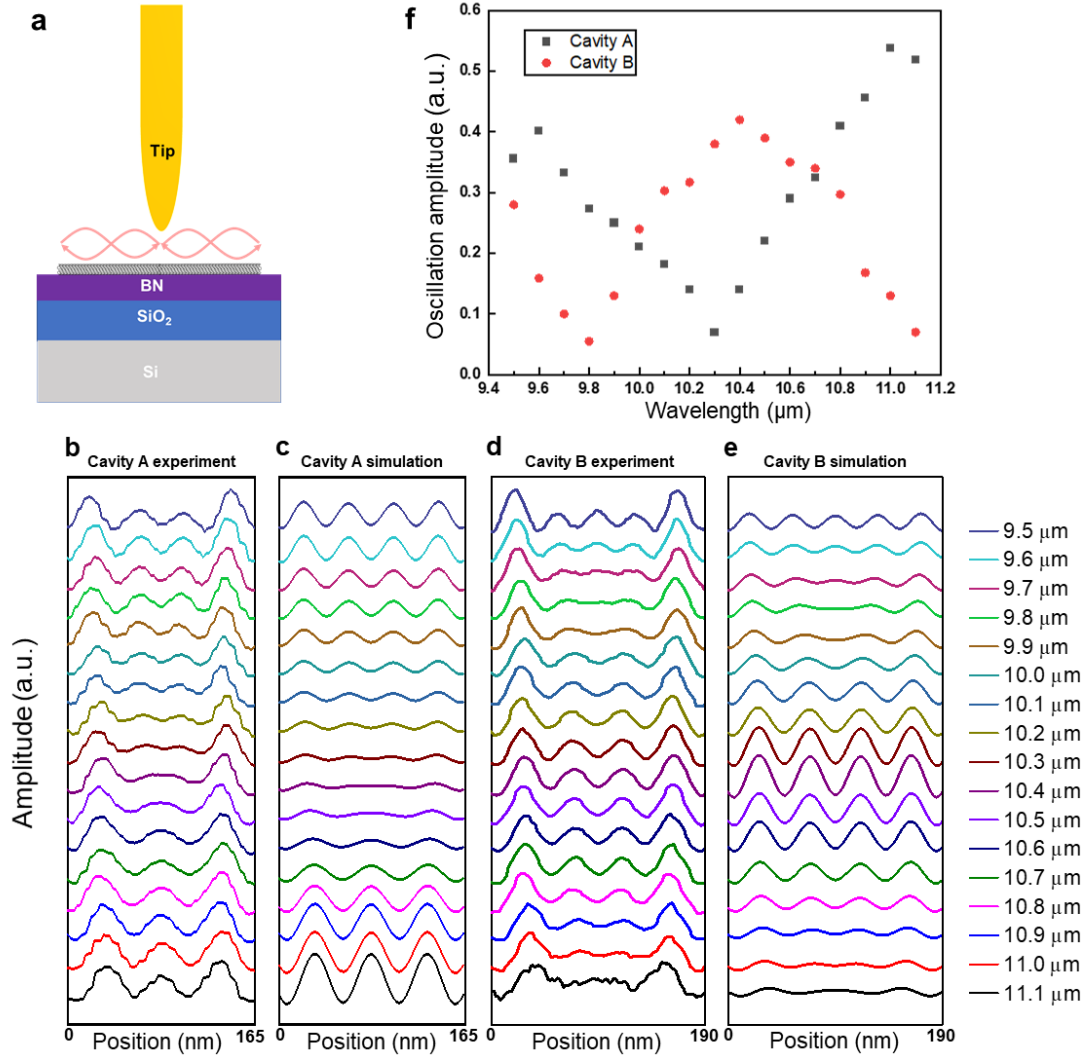 a
Tip
BN
SiO₂
Si
f
Cavity A
Cavity B
Oscillation amplitude (a.u.)
0.6
0.5
0.4
0.3
0.2
0.1
0.0
9.4 9.6 9.8 10.0 10.2 10.4 10.6 10.8 11.0 11.2
Wavelength (μm)
b
Cavity A experiment
c
Cavity A simulation
d
Cavity B experiment
e
Cavity B simulation
Amplitude (a.u.)
9.5 μm
9.6 μm
9.7 μm
9.8 μm
9.9 μm
10.0 μm
10.1 μm
10.2 μm
10.3 μm
10.4 μm
10.5 μm
10.6 μm
10.7 μm
10.8 μm
10.9 μm
11.0 μm
11.1 μm
0 165
Position (nm)
0 165
Position (nm)
0 190
Position (nm)
0 190
Position (nm)